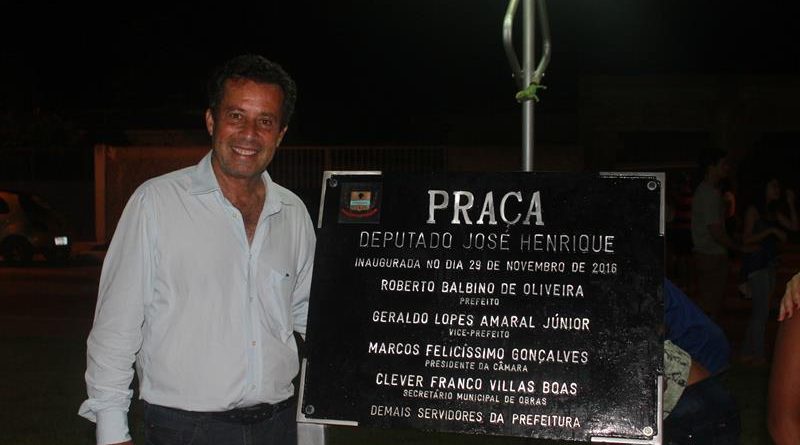 PRAÇA
DEPUTADO JOSÉ HENRIQUE
INAUGURADA NO DIA 29 DE NOVEMBRO DE 2016
ROBERTO BALBINO DE OLIVEIRA
PREFEITO
GERALDO LOPES AMARAL JÚNIOR
VICE-PREFEITO
MARCOS FELICÍSSIMO GONÇALVES
PRESIDENTE DA CÂMARA
CLEVER FRANCO VILLAS BOAS
SECRETÁRIO MUNICIPAL DE OBRAS
DEMAIS SERVIDORES DA PREFEITURA